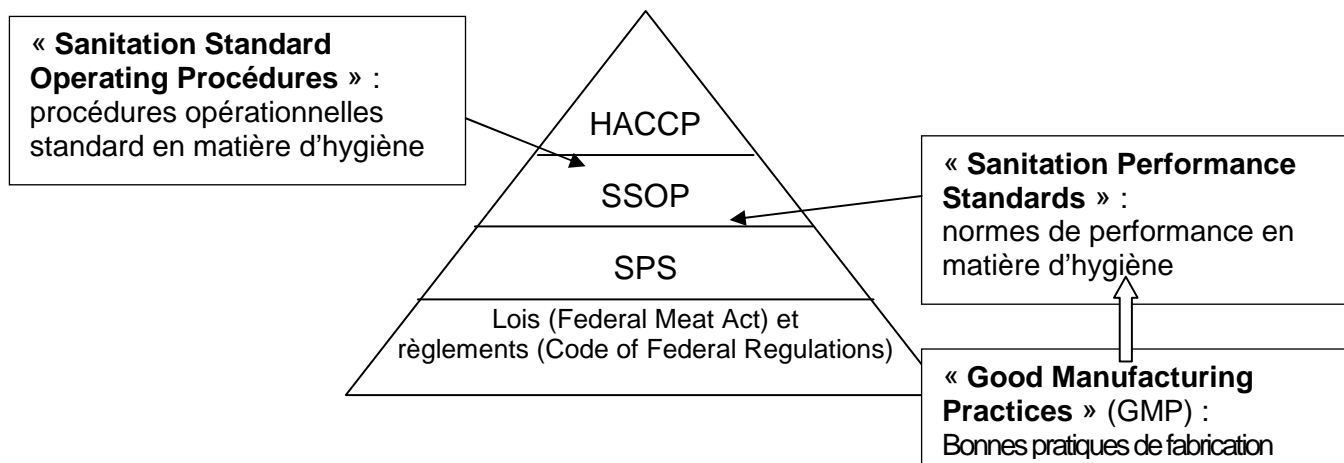 « Sanitation Standard
Operating Procédures » :
procédures opérationnelles
standard en matière d'hygiène
HACCP
SSOP
SPS
Lois (Federal Meat Act) et
règlements (Code of Federal Regulations)
« Sanitation Performance
Standards » :
normes de performance en
matière d'hygiène
« Good Manufacturing
Practices » (GMP) :
Bonnes pratiques de fabrication